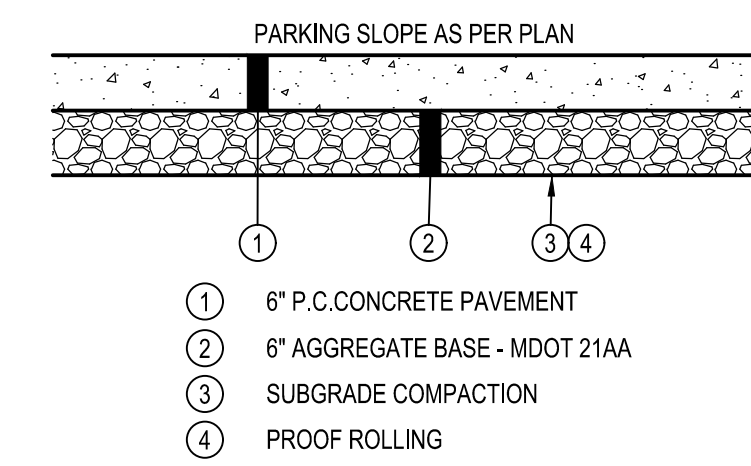 PARKING SLOPE AS PER PLAN
1 2 3 4
1 6" P.C.CONCRETE PAVEMENT
2 6" AGGREGATE BASE - MDOT 21AA
3 SUBGRADE COMPACTION
4 PROOF ROLLING